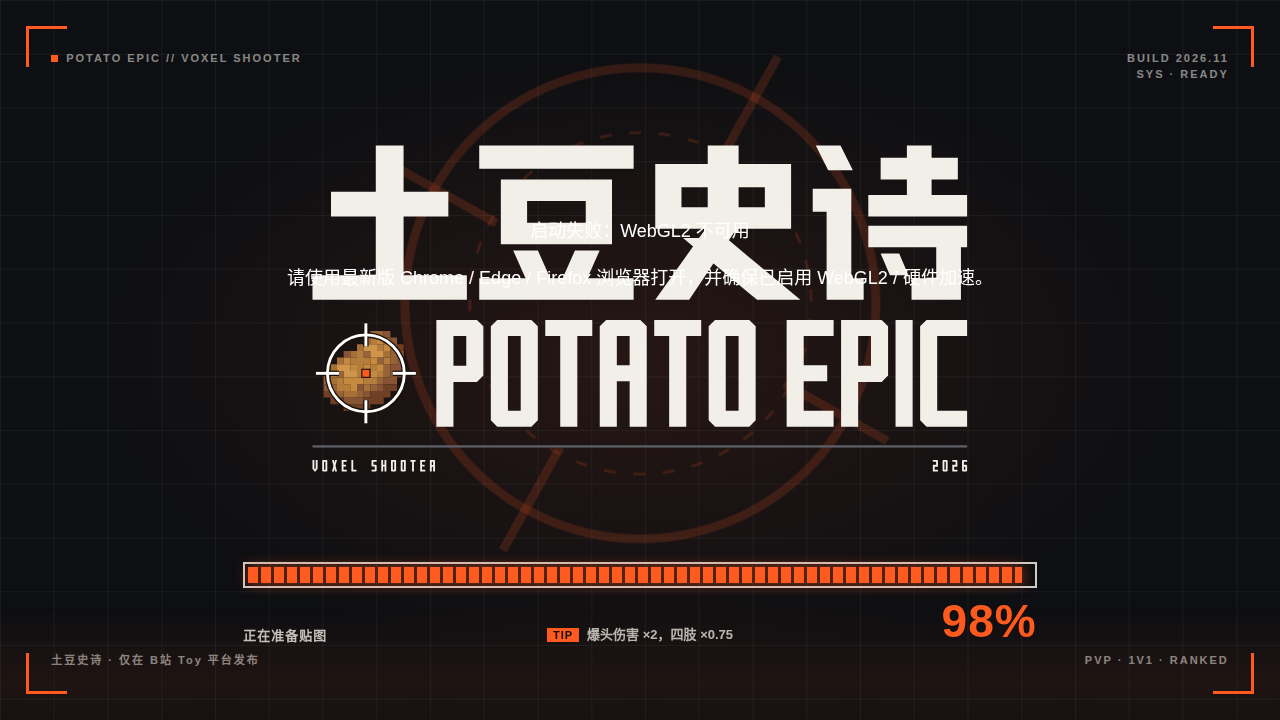 POTATO EPIC // VOXEL SHOOTER
BUILD 2026.11
SYS · READY
土豆史诗
启动失败：WebGL2 不可用
请使用最新版 Chrome / Edge / Firefox 浏览器打开，并确保已启用 WebGL2 / 硬件加速。
POTATO EPIC
VOXEL SHOOTER
2026
98%
正在准备贴图
TIP 爆头伤害 ×2，四肢 ×0.75
土豆史诗 · 仅在 B站 Toy 平台发布
PVP · 1V1 · RANKED